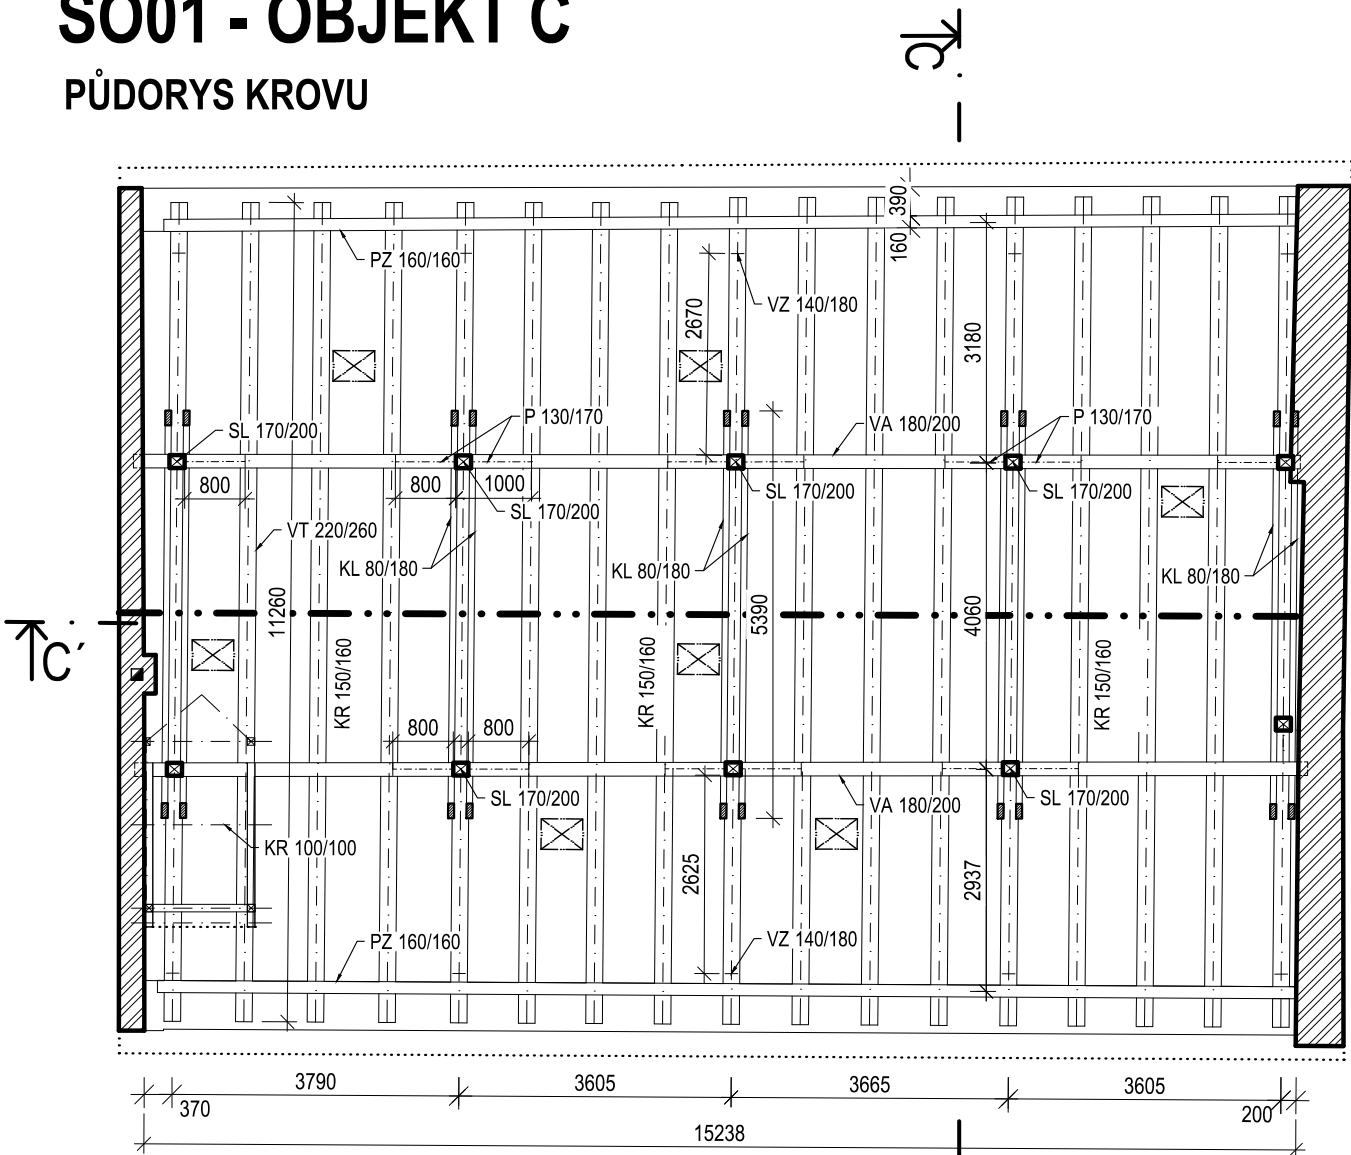 SO01 - OBJEKT C
PŮDORYS KROVU
C
390
160
PZ 160/160
VZ 140/180
2670
3180
SL 170/200
P 130/170
VA 180/200
P 130/170
800
800
1000
SL 170/200
SL 170/200
SL 170/200
VT 220/260
KL 80/180
KL 80/180
KL 80/180
11260
5390
4060
C´
KR 150/160
KR 150/160
KR 150/160
800
800
SL 170/200
VA 180/200
SL 170/200
KR 100/100
2625
2937
PZ 160/160
VZ 140/180
3790
3605
3665
3605
370
200
15238